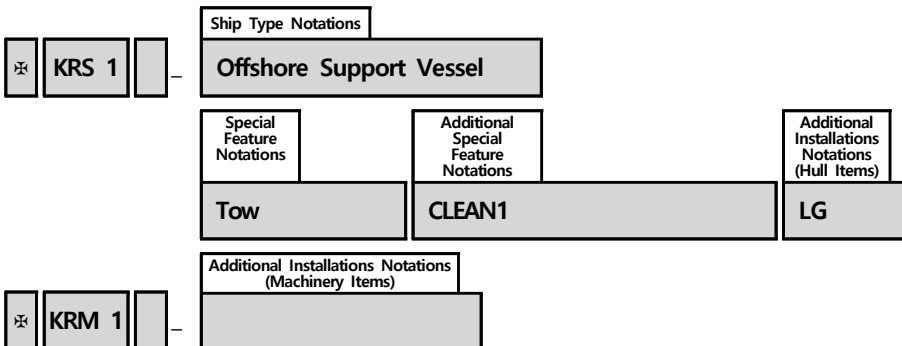 Ship Type Notations
✠ KRS 1 _ Offshore Support Vessel
Special
Feature
Notations
Additional
Special
Feature
Notations
Additional
Installations
Notations
(Hull Items)
Tow
CLEAN1
LG
Additional Installations Notations
(Machinery Items)
✠ KRM 1 _